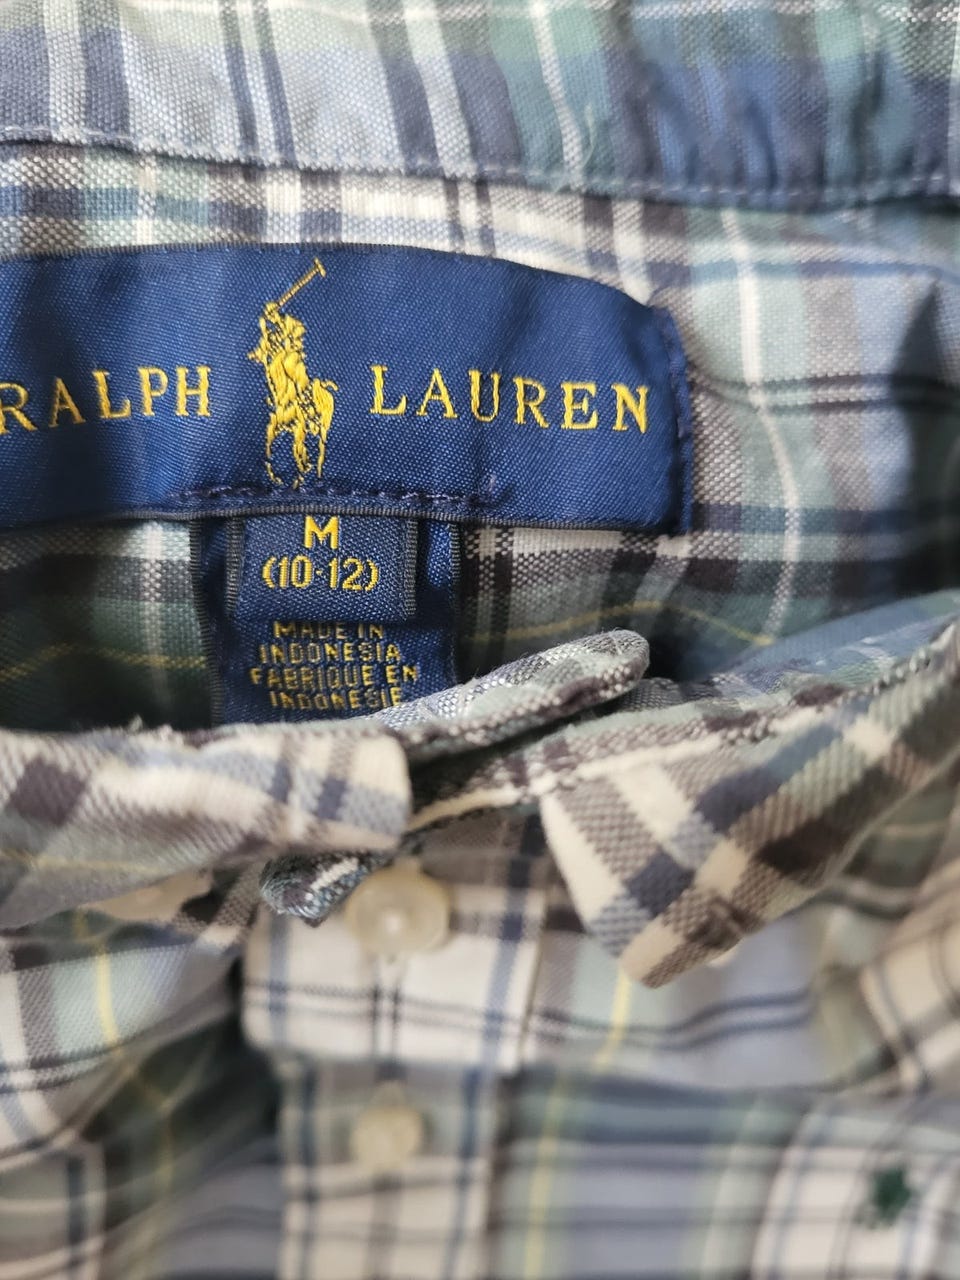 RALPH LAUREN
M
(10-12)
MADE IN
INDONESIA
FABRIQUE EN
INDONESIE